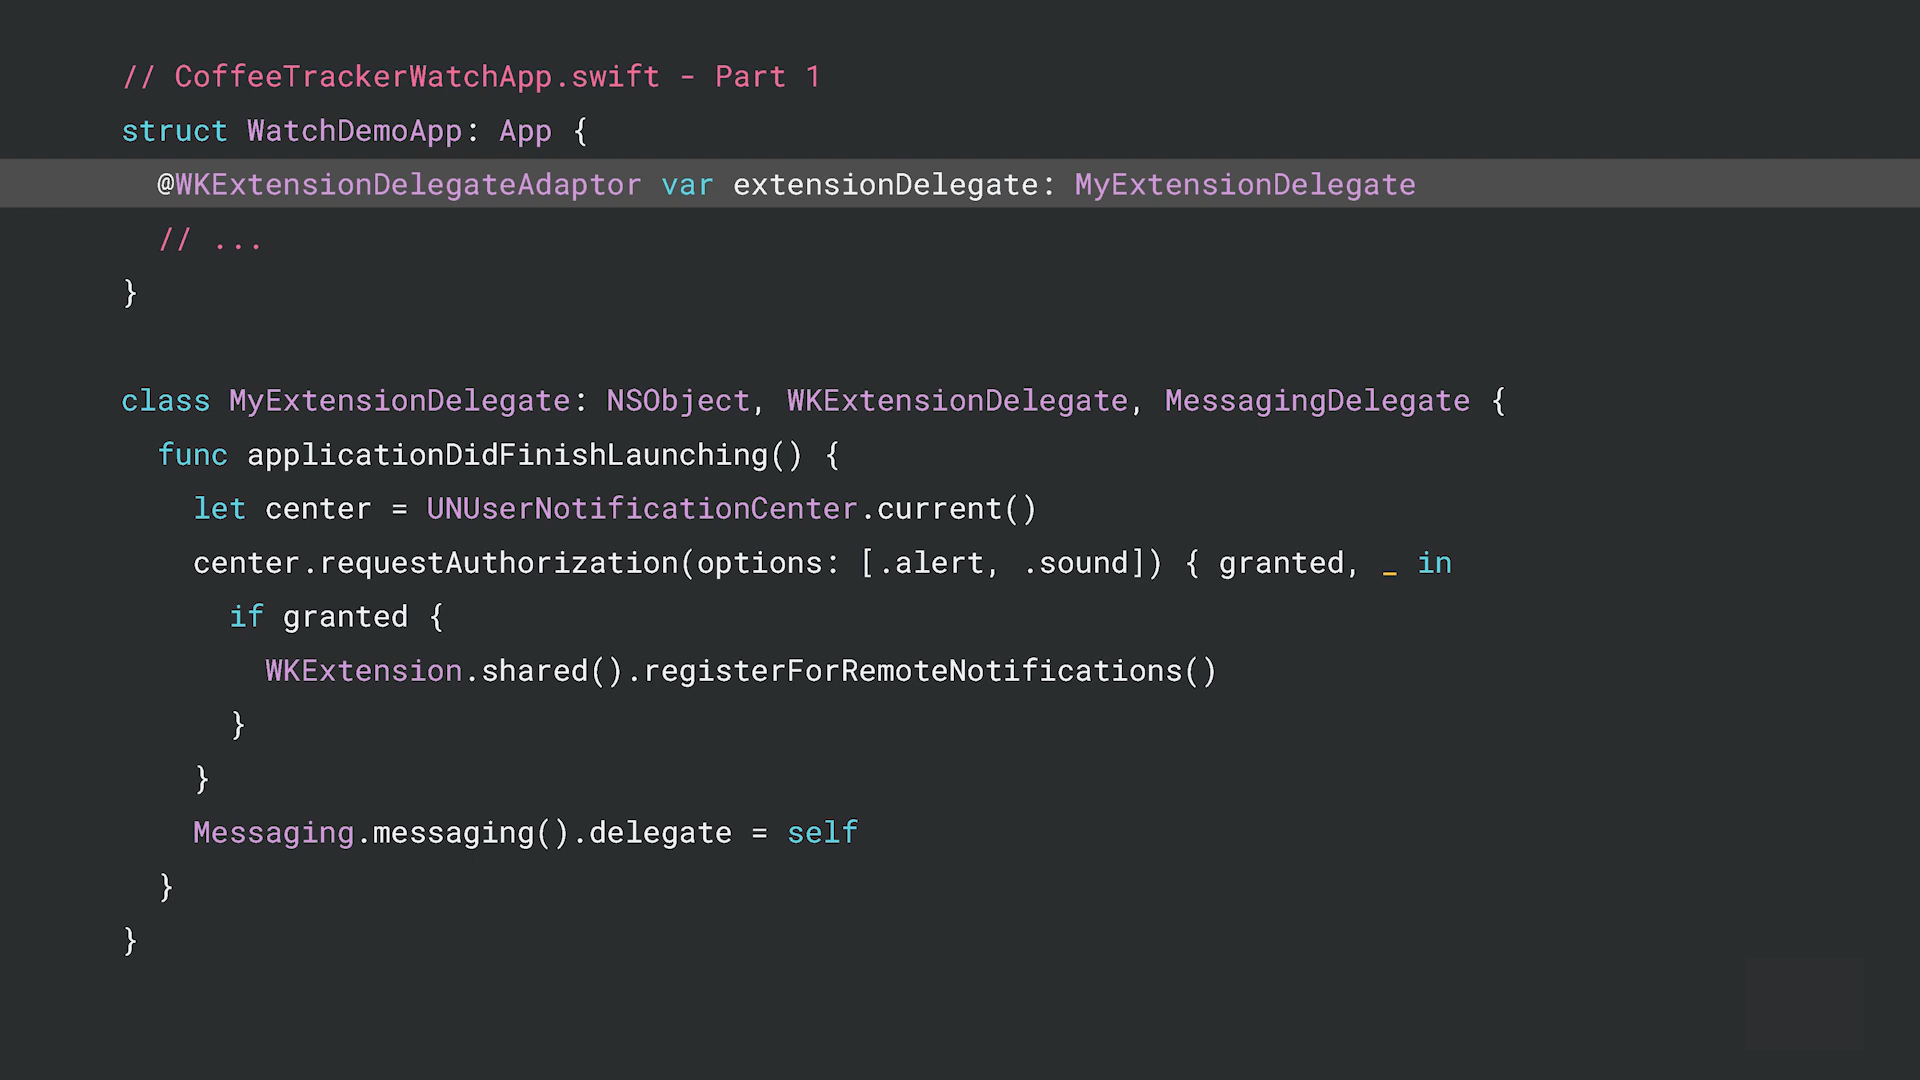 // CoffeeTrackerWatchApp.swift - Part 1
struct WatchDemoApp: App {
  @WKExtensionDelegateAdaptor var extensionDelegate: MyExtensionDelegate
  // ...
}

class MyExtensionDelegate: NSObject, WKExtensionDelegate, MessagingDelegate {
  func applicationDidFinishLaunching() {
    let center = UNUserNotificationCenter.current()
    center.requestAuthorization(options: [.alert, .sound]) { granted, _ in
      if granted {
        WKExtension.shared().registerForRemoteNotifications()
      }
    }
    Messaging.messaging().delegate = self
  }
}